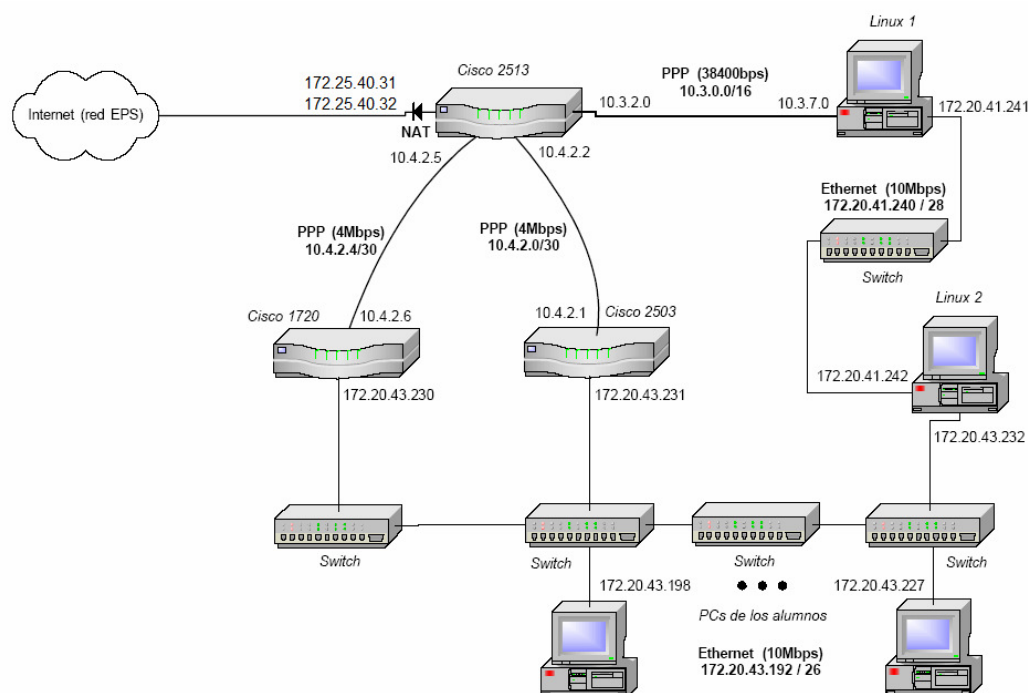 Linux 1
Cisco 2513
PPP (38400bps)
10.3.0.0/16
172.25.40.31
172.25.40.32
Internet (red EPS)
NAT
10.3.2.0
10.3.7.0
172.20.41.241
10.4.2.5
10.4.2.2
Ethernet (10Mbps)
172.20.41.240 / 28
Switch
PPP (4Mbps)
10.4.2.4/30
PPP (4Mbps)
10.4.2.0/30
Linux 2
Cisco 1720
10.4.2.6
10.4.2.1
Cisco 2503
172.20.41.242
172.20.43.230
172.20.43.231
172.20.43.232
Switch
Switch
Switch
Switch
172.20.43.198
172.20.43.227
PCs de los alumnos
Ethernet (10Mbps)
172.20.43.192 / 26